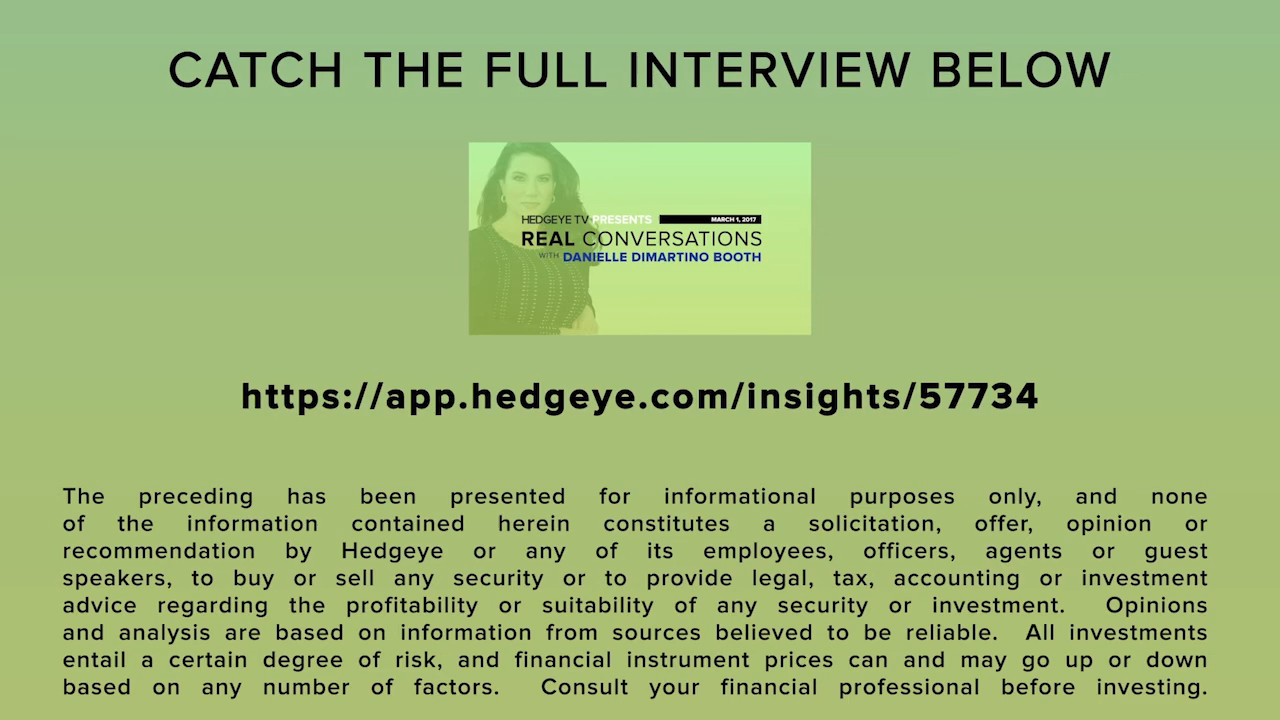 CATCH THE FULL INTERVIEW BELOW
HEDGEYE TV PRESENTS MARCH 1, 2017
REAL CONVERSATIONS
WITH DANIELLE DIMARTINO BOOTH
https://app.hedgeye.com/insights/57734
The preceding has been presented for informational purposes only, and none
of the information contained herein constitutes a solicitation, offer, opinion or
recommendation by Hedgeye or any of its employees, officers, agents or guest
speakers, to buy or sell any security or to provide legal, tax, accounting or investment
advice regarding the profitability or suitability of any security or investment. Opinions
and analysis are based on information from sources believed to be reliable. All investments
entail a certain degree of risk, and financial instrument prices can and may go up or down
based on any number of factors. Consult your financial professional before investing.